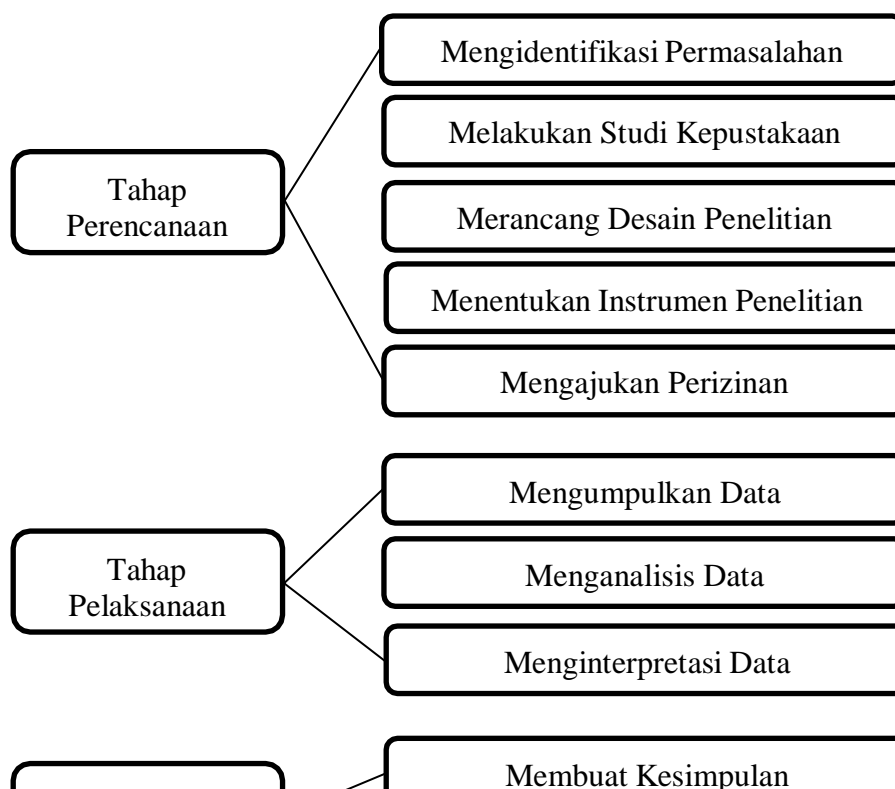 Tahap
Perencanaan
Mengidentifikasi Permasalahan
Melakukan Studi Kepustakaan
Merancang Desain Penelitian
Menentukan Instrumen Penelitian
Mengajukan Perizinan
Tahap
Pelaksanaan
Mengumpulkan Data
Menganalisis Data
Menginterpretasi Data
Membuat Kesimpulan